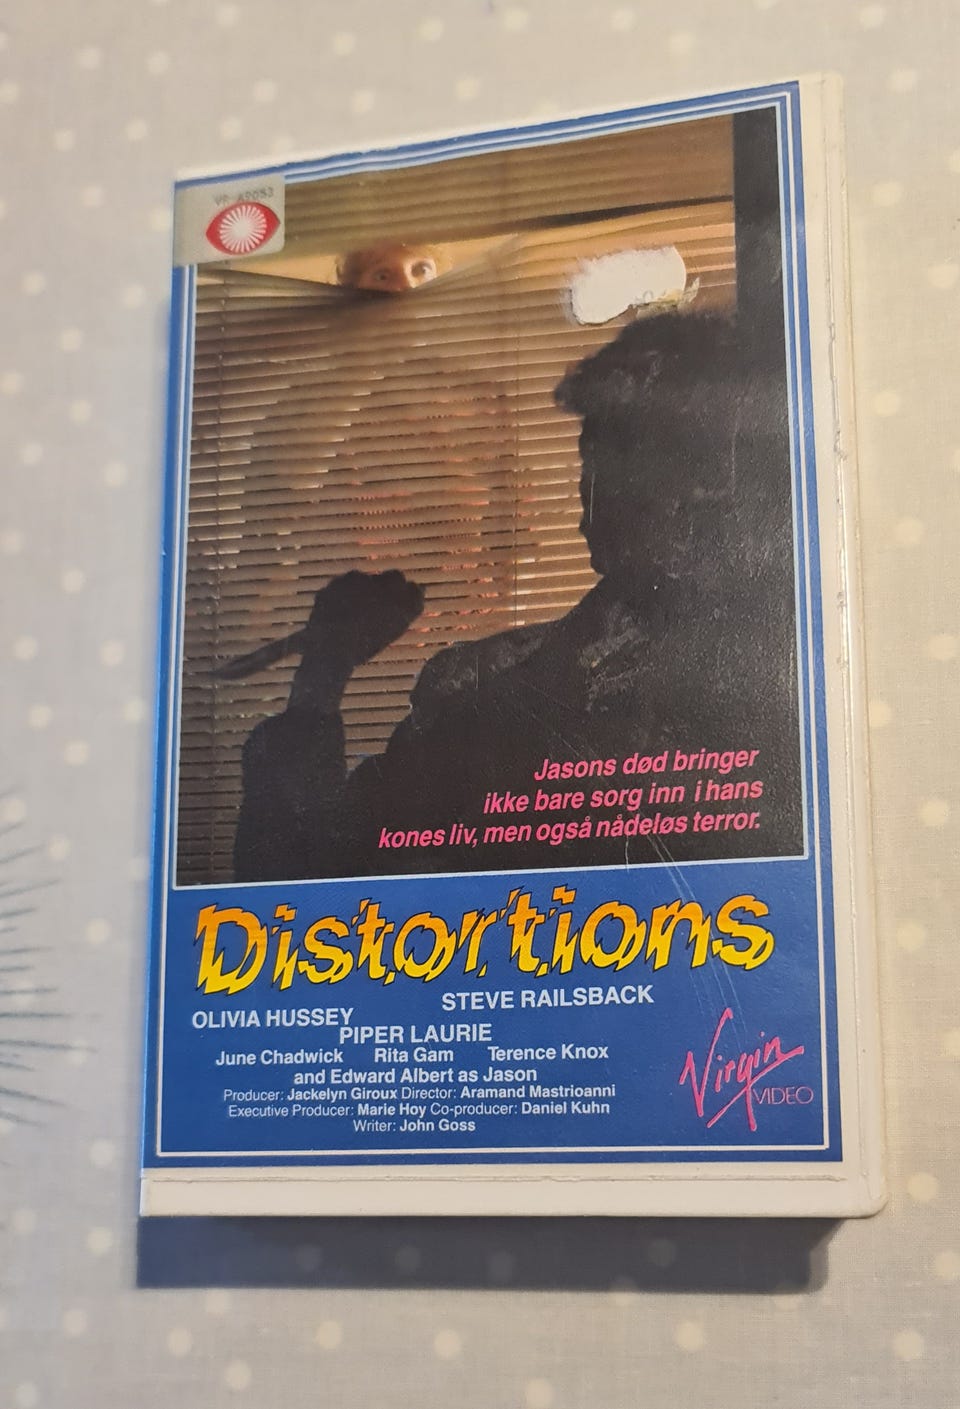 VR-A9053
Jasons død bringer
ikke bare sorg inn i hans
kones liv, men også nådeløs terror.
Distortions
STEVE RAILSBACK
OLIVIA HUSSEY
PIPER LAURIE
June Chadwick Rita Gam Terence Knox
and Edward Albert as Jason
Producer: Jackelyn Giroux Director: Aramand Mastrioanni
Executive Producer: Marie Hoy Co-producer: Daniel Kuhn
Writer: John Goss
Virgin
VIDEO